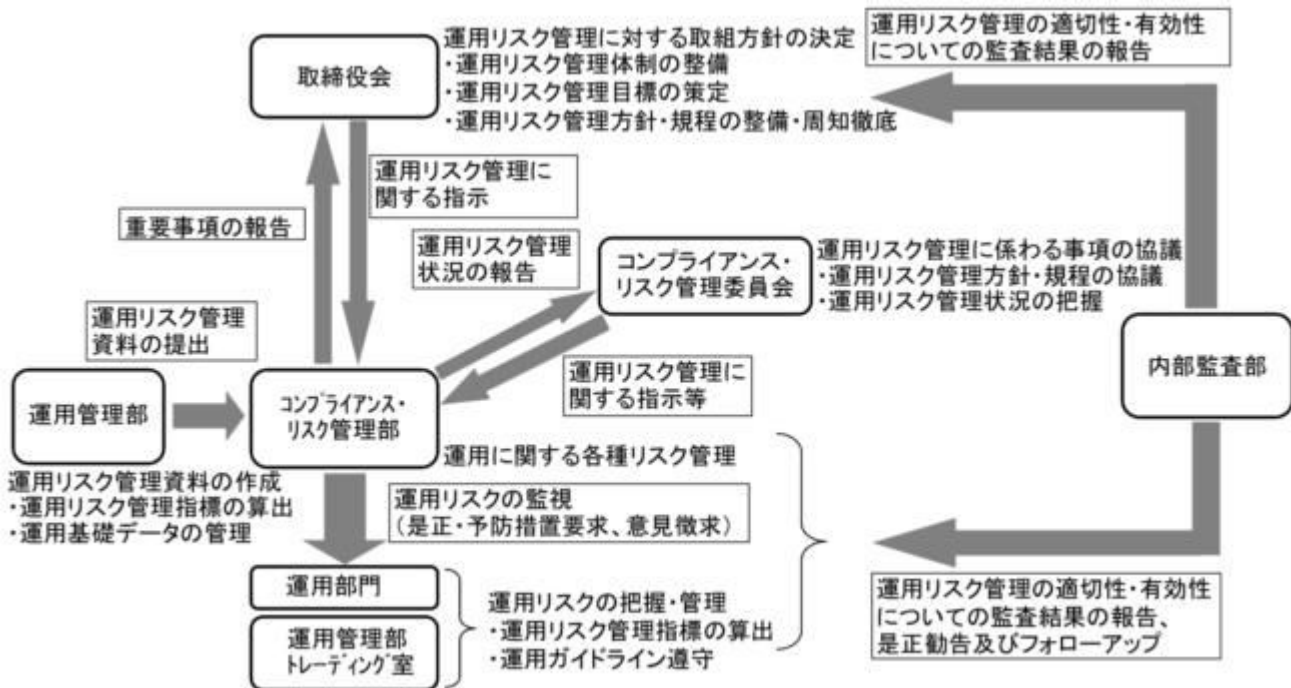 取締役会
運用リスク管理に対する取組方針の決定
・運用リスク管理体制の整備
・運用リスク管理目標の策定
・運用リスク管理方針・規程の整備・周知徹底
運用リスク管理の適切性・有効性
についての監査結果の報告
運用リスク管理に
関する指示
重要事項の報告
運用リスク管理
状況の報告
コンプライアンス・
リスク管理委員会
運用リスク管理に係わる事項の協議
・運用リスク管理方針・規程の協議
・運用リスク管理状況の把握
運用リスク管理
資料の提出
内部監査部
運用リスク管理に
関する指示等
運用管理部
コンプライアンス・
リスク管理部
運用に関する各種リスク管理
運用リスク管理資料の作成
・運用リスク管理指標の算出
・運用基礎データの管理
運用リスクの監視
（是正・予防措置要求、意見徴求）
運用部門
運用管理部
トレーディング室
運用リスクの把握・管理
・運用リスク管理指標の算出
・運用ガイドライン遵守
運用リスク管理の適切性・有効性
についての監査結果の報告、
是正勧告及びフォローアップ